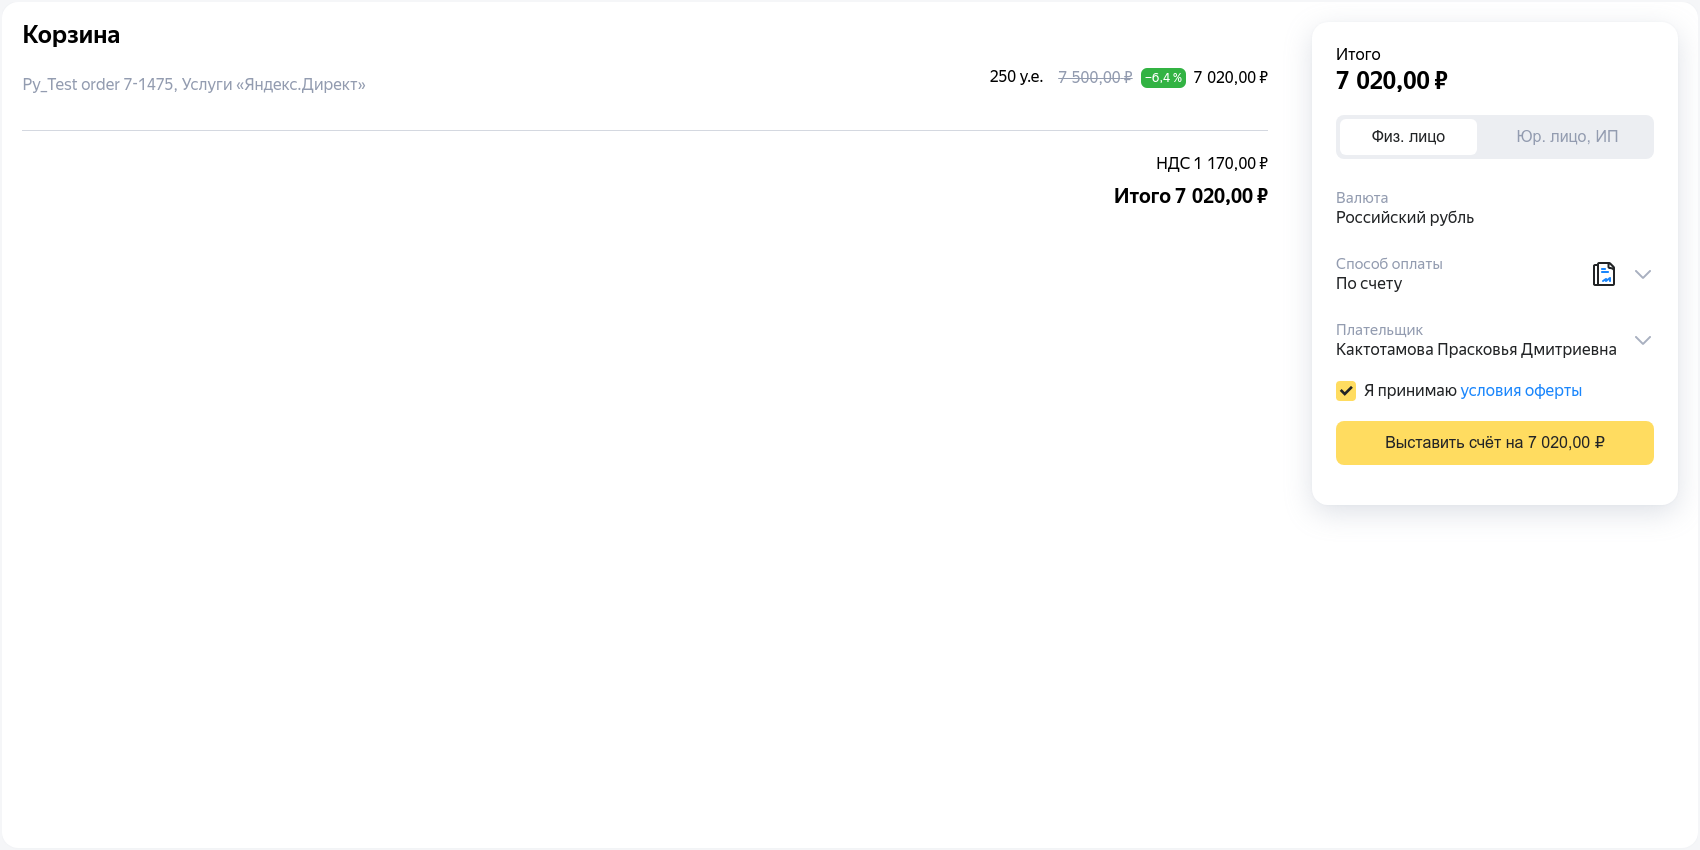 Корзина
Py_Test order 7-1475, Услуги «Яндекс.Директ»
250 у.е. 7 500,00 ₽ −6,4 % 7 020,00 ₽
НДС 1 170,00 ₽
Итого 7 020,00 ₽
Итого
7 020,00 ₽
Физ. лицо Юр. лицо, ИП
Валюта
Российский рубль
Способ оплаты
По счету
Плательщик
Кактотамова Прасковья Дмитриевна
Я принимаю условия оферты
Выставить счёт на 7 020,00 ₽